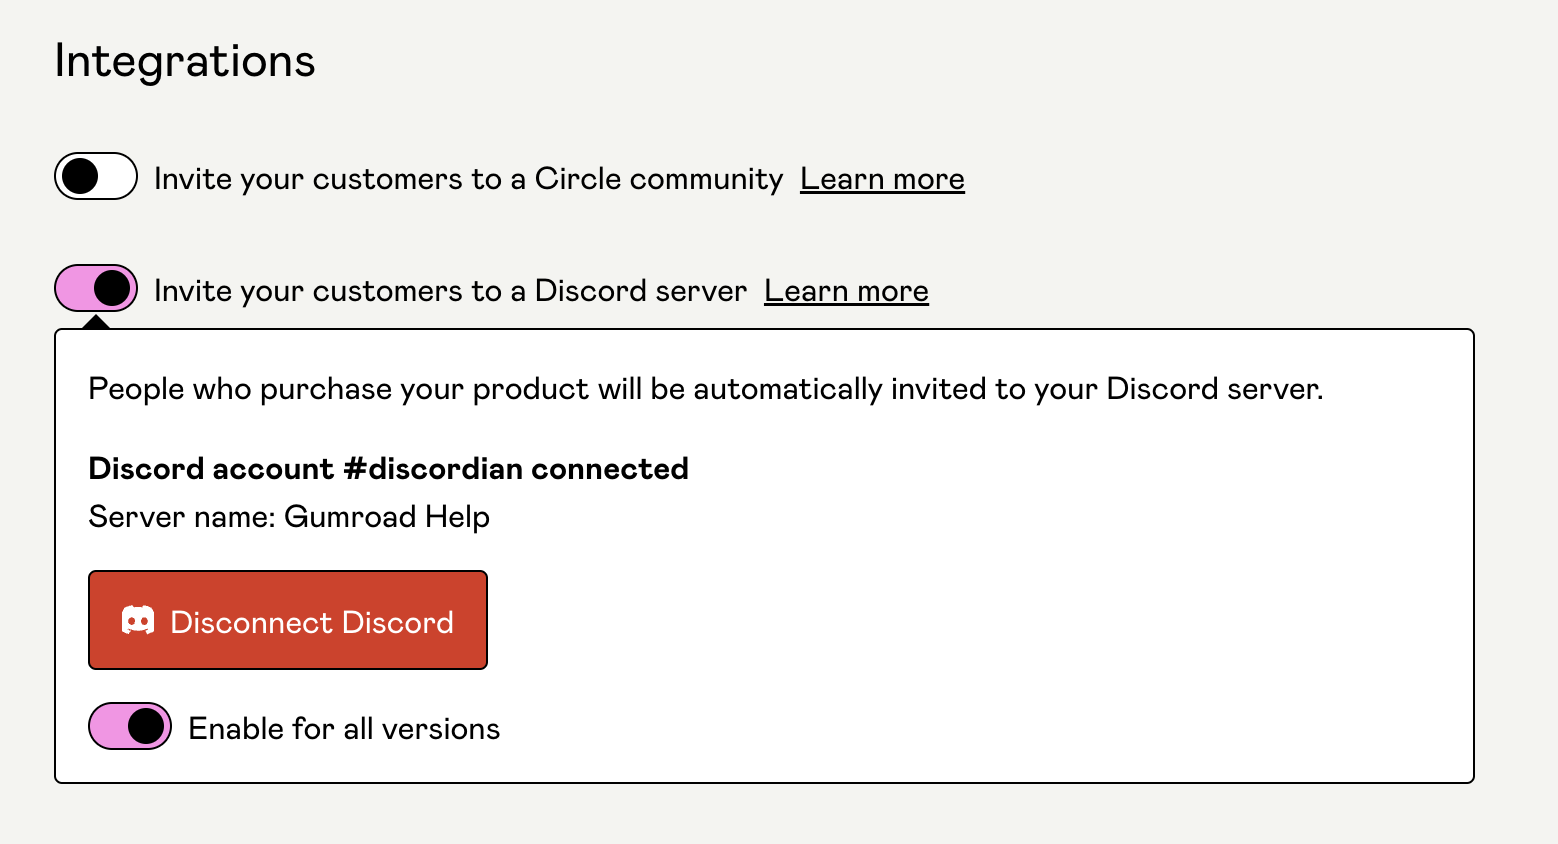 Integrations
Invite your customers to a Circle community Learn more
Invite your customers to a Discord server Learn more
People who purchase your product will be automatically invited to your Discord server.
Discord account #discordian connected
Server name: Gumroad Help
Disconnect Discord
Enable for all versions